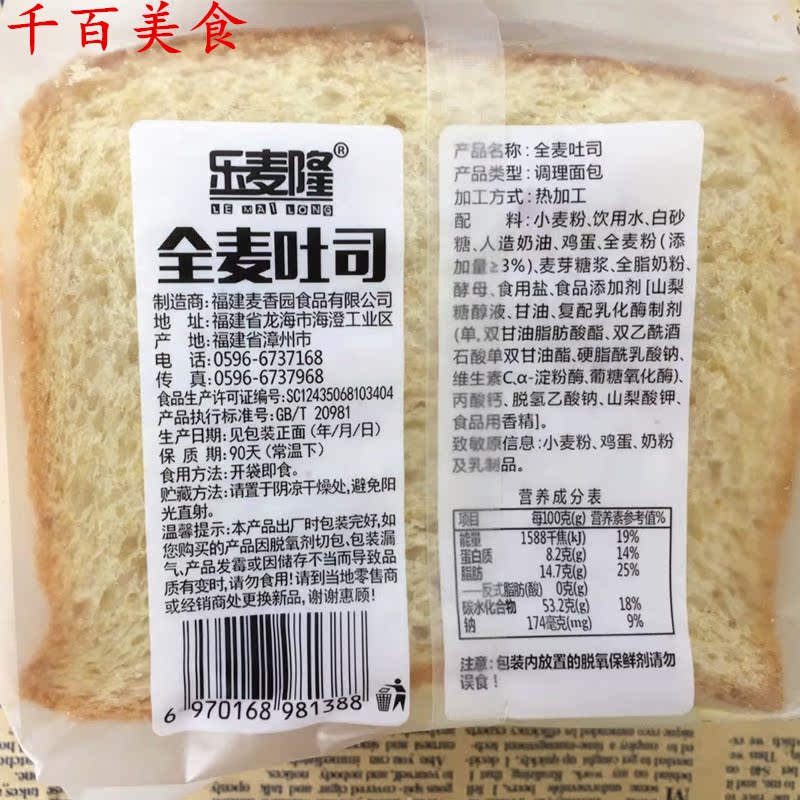 千百美食
乐麦隆®
LE MAI LONG
全麦吐司
制造商:福建麦香园食品有限公司
地 址:福建省龙海市海澄工业区
产 地:福建省漳州市
电 话:0596-6737168
传 真:0596-6737968
食品生产许可证编号:SC12435068103404
产品执行标准号:GB/T 20981
生产日期:见包装正面(年/月/日)
保 质 期:90天(常温下)
食用方法:开袋即食。
贮藏方法:请置于阴凉干燥处,避免阳
光直射。
温馨提示:本产品出厂时包装完好,如
您购买的产品因脱氧剂切包,包装漏
气,产品发霉或因储存不当而导致品
质有变时,请勿食用!请到当地零售商
或经销商处更换新品,谢谢惠顾!
6 970168 981388
产品名称:全麦吐司
产品类型:调理面包
加工方式:热加工
配 料:小麦粉、饮用水、白砂
糖、人造奶油、鸡蛋、全麦粉(添
加量≥3%)、麦芽糖浆、全脂奶粉、
酵母、食用盐、食品添加剂[山梨
糖醇液、甘油、复配乳化酶制剂
(单,双甘油脂肪酸酯、双乙酰酒
石酸单双甘油酯、硬脂酰乳酸钠、
维生素C,α-淀粉酶、葡糖氧化酶)、
丙酸钙、脱氢乙酸钠、山梨酸钾、
食品用香精]。
致敏原信息:小麦粉、鸡蛋、奶粉
及乳制品。
营养成分表
项目 每100克(g) 营养素参考值%
能量 1588千焦(kJ) 19%
蛋白质 8.2克(g) 14%
脂肪 14.7克(g) 25%
——反式脂肪(酸) 0克(g)
碳水化合物 53.2克(g) 18%
钠 174毫克(mg) 9%
注意:包装内放置的脱氧保鲜剂请勿
误食!